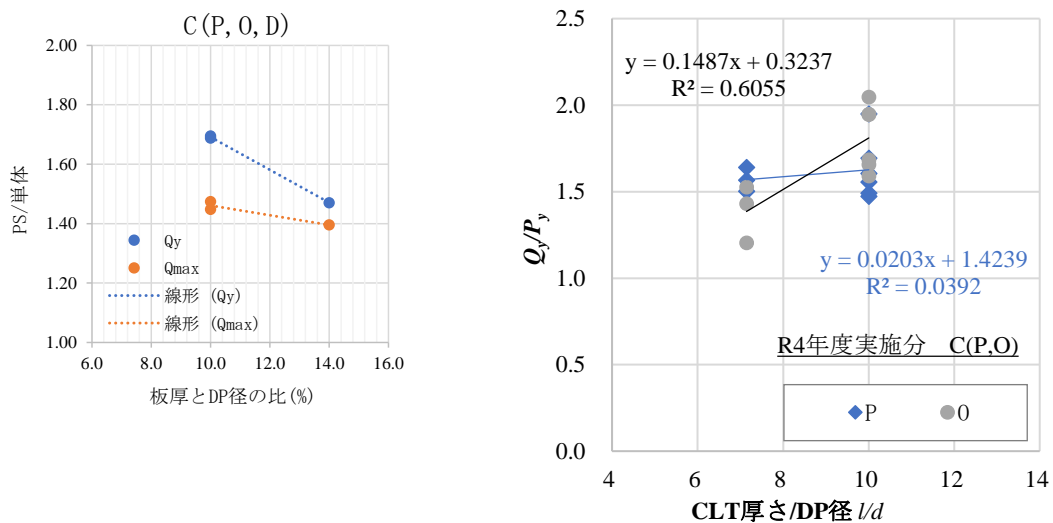 C(P,O,D)
2.00
1.80
1.60
1.40
1.20
1.00
PS/単体
Qy
Qmax
線形 (Qy)
線形 (Qmax)
6.0 8.0 10.0 12.0 14.0 16.0
板厚とDP径の比(%)
2.5
2.0
1.5
1.0
0.5
0.0
Qy/Py
y = 0.1487x + 0.3237
R² = 0.6055
y = 0.0203x + 1.4239
R² = 0.0392
R4年度実施分 C(P,O)
P O
4 6 8 10 12 14
CLT厚さ/DP径 l/d